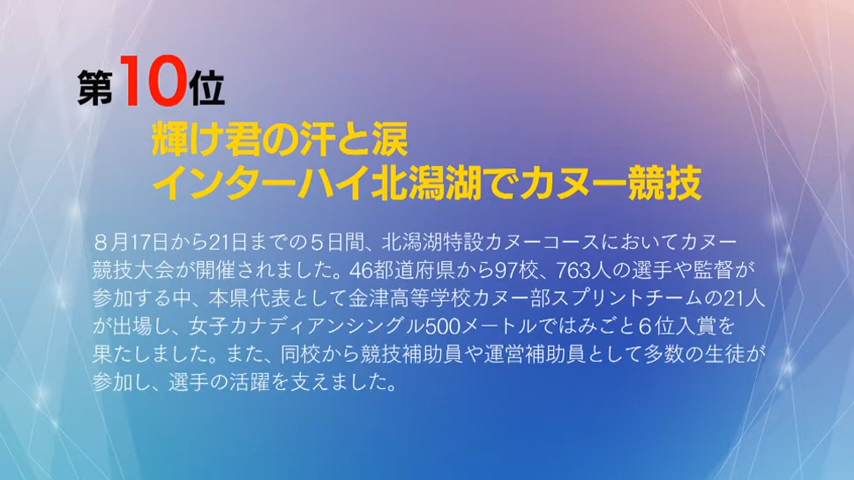 第10位
輝け君の汗と涙
インターハイ北潟湖でカヌー競技
８月17日から21日までの５日間、北潟湖特設カヌーコースにおいてカヌー
競技大会が開催されました。46都道府県から97校、763人の選手や監督が
参加する中、本県代表として金津高等学校カヌー部スプリントチームの21人
が出場し、女子カナディアンシングル500メートルではみごと６位入賞を
果たしました。また、同校から競技補助員や運営補助員として多数の生徒が
参加し、選手の活躍を支えました。